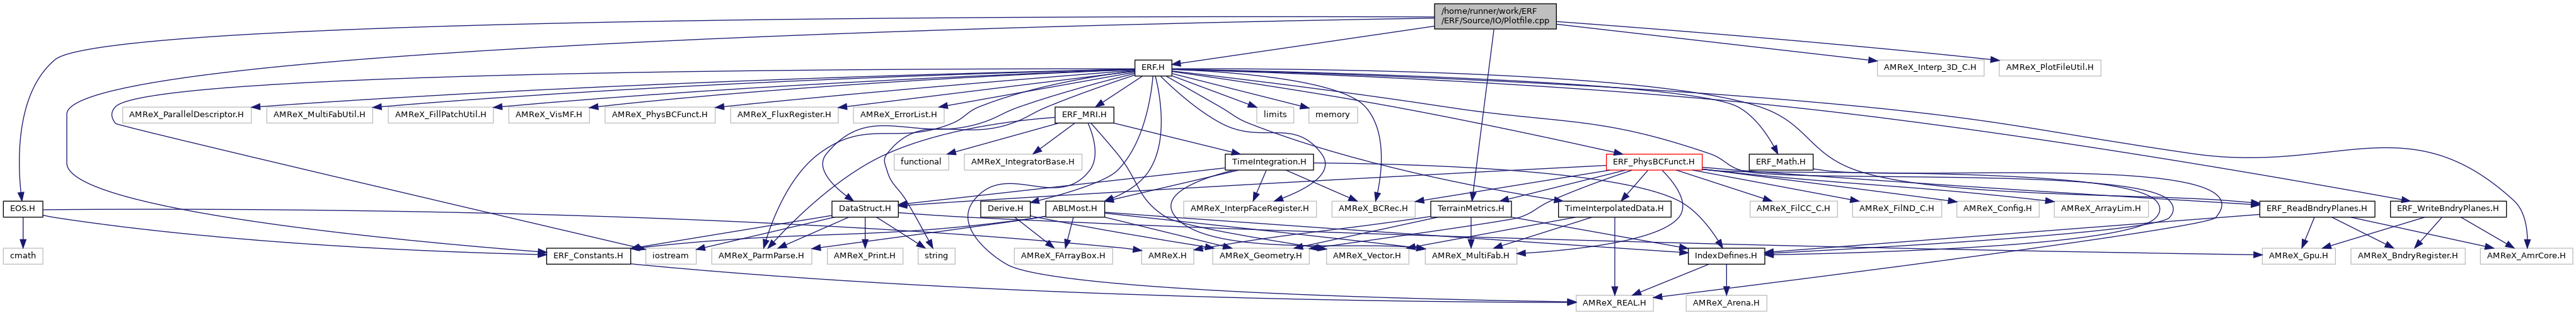 /home/runner/work/ERF
/ERF/Source/IO/Plotfile.cpp
ERF.H
AMReX_Interp_3D_C.H
AMReX_PlotFileUtil.H
AMReX_ParallelDescriptor.H
AMReX_MultiFabUtil.H
AMReX_FillPatchUtil.H
AMReX_VisMF.H
AMReX_PhysBCFunct.H
AMReX_FluxRegister.H
AMReX_ErrorList.H
ERF_MRI.H
limits
memory
functional
AMReX_IntegratorBase.H
TimeIntegration.H
ERF_PhysBCFunct.H
ERF_Math.H
EOS.H
DataStruct.H
Derive.H
ABLMost.H
AMReX_InterpFaceRegister.H
AMReX_BCRec.H
TerrainMetrics.H
TimeInterpolatedData.H
AMReX_FilCC_C.H
AMReX_FilND_C.H
AMReX_Config.H
AMReX_ArrayLim.H
ERF_ReadBndryPlanes.H
ERF_WriteBndryPlanes.H
cmath
ERF_Constants.H
iostream
AMReX_ParmParse.H
AMReX_Print.H
string
AMReX_FArrayBox.H
AMReX.H
AMReX_Geometry.H
AMReX_Vector.H
AMReX_MultiFab.H
IndexDefines.H
AMReX_Gpu.H
AMReX_BndryRegister.H
AMReX_AmrCore.H
AMReX_REAL.H
AMReX_Arena.H